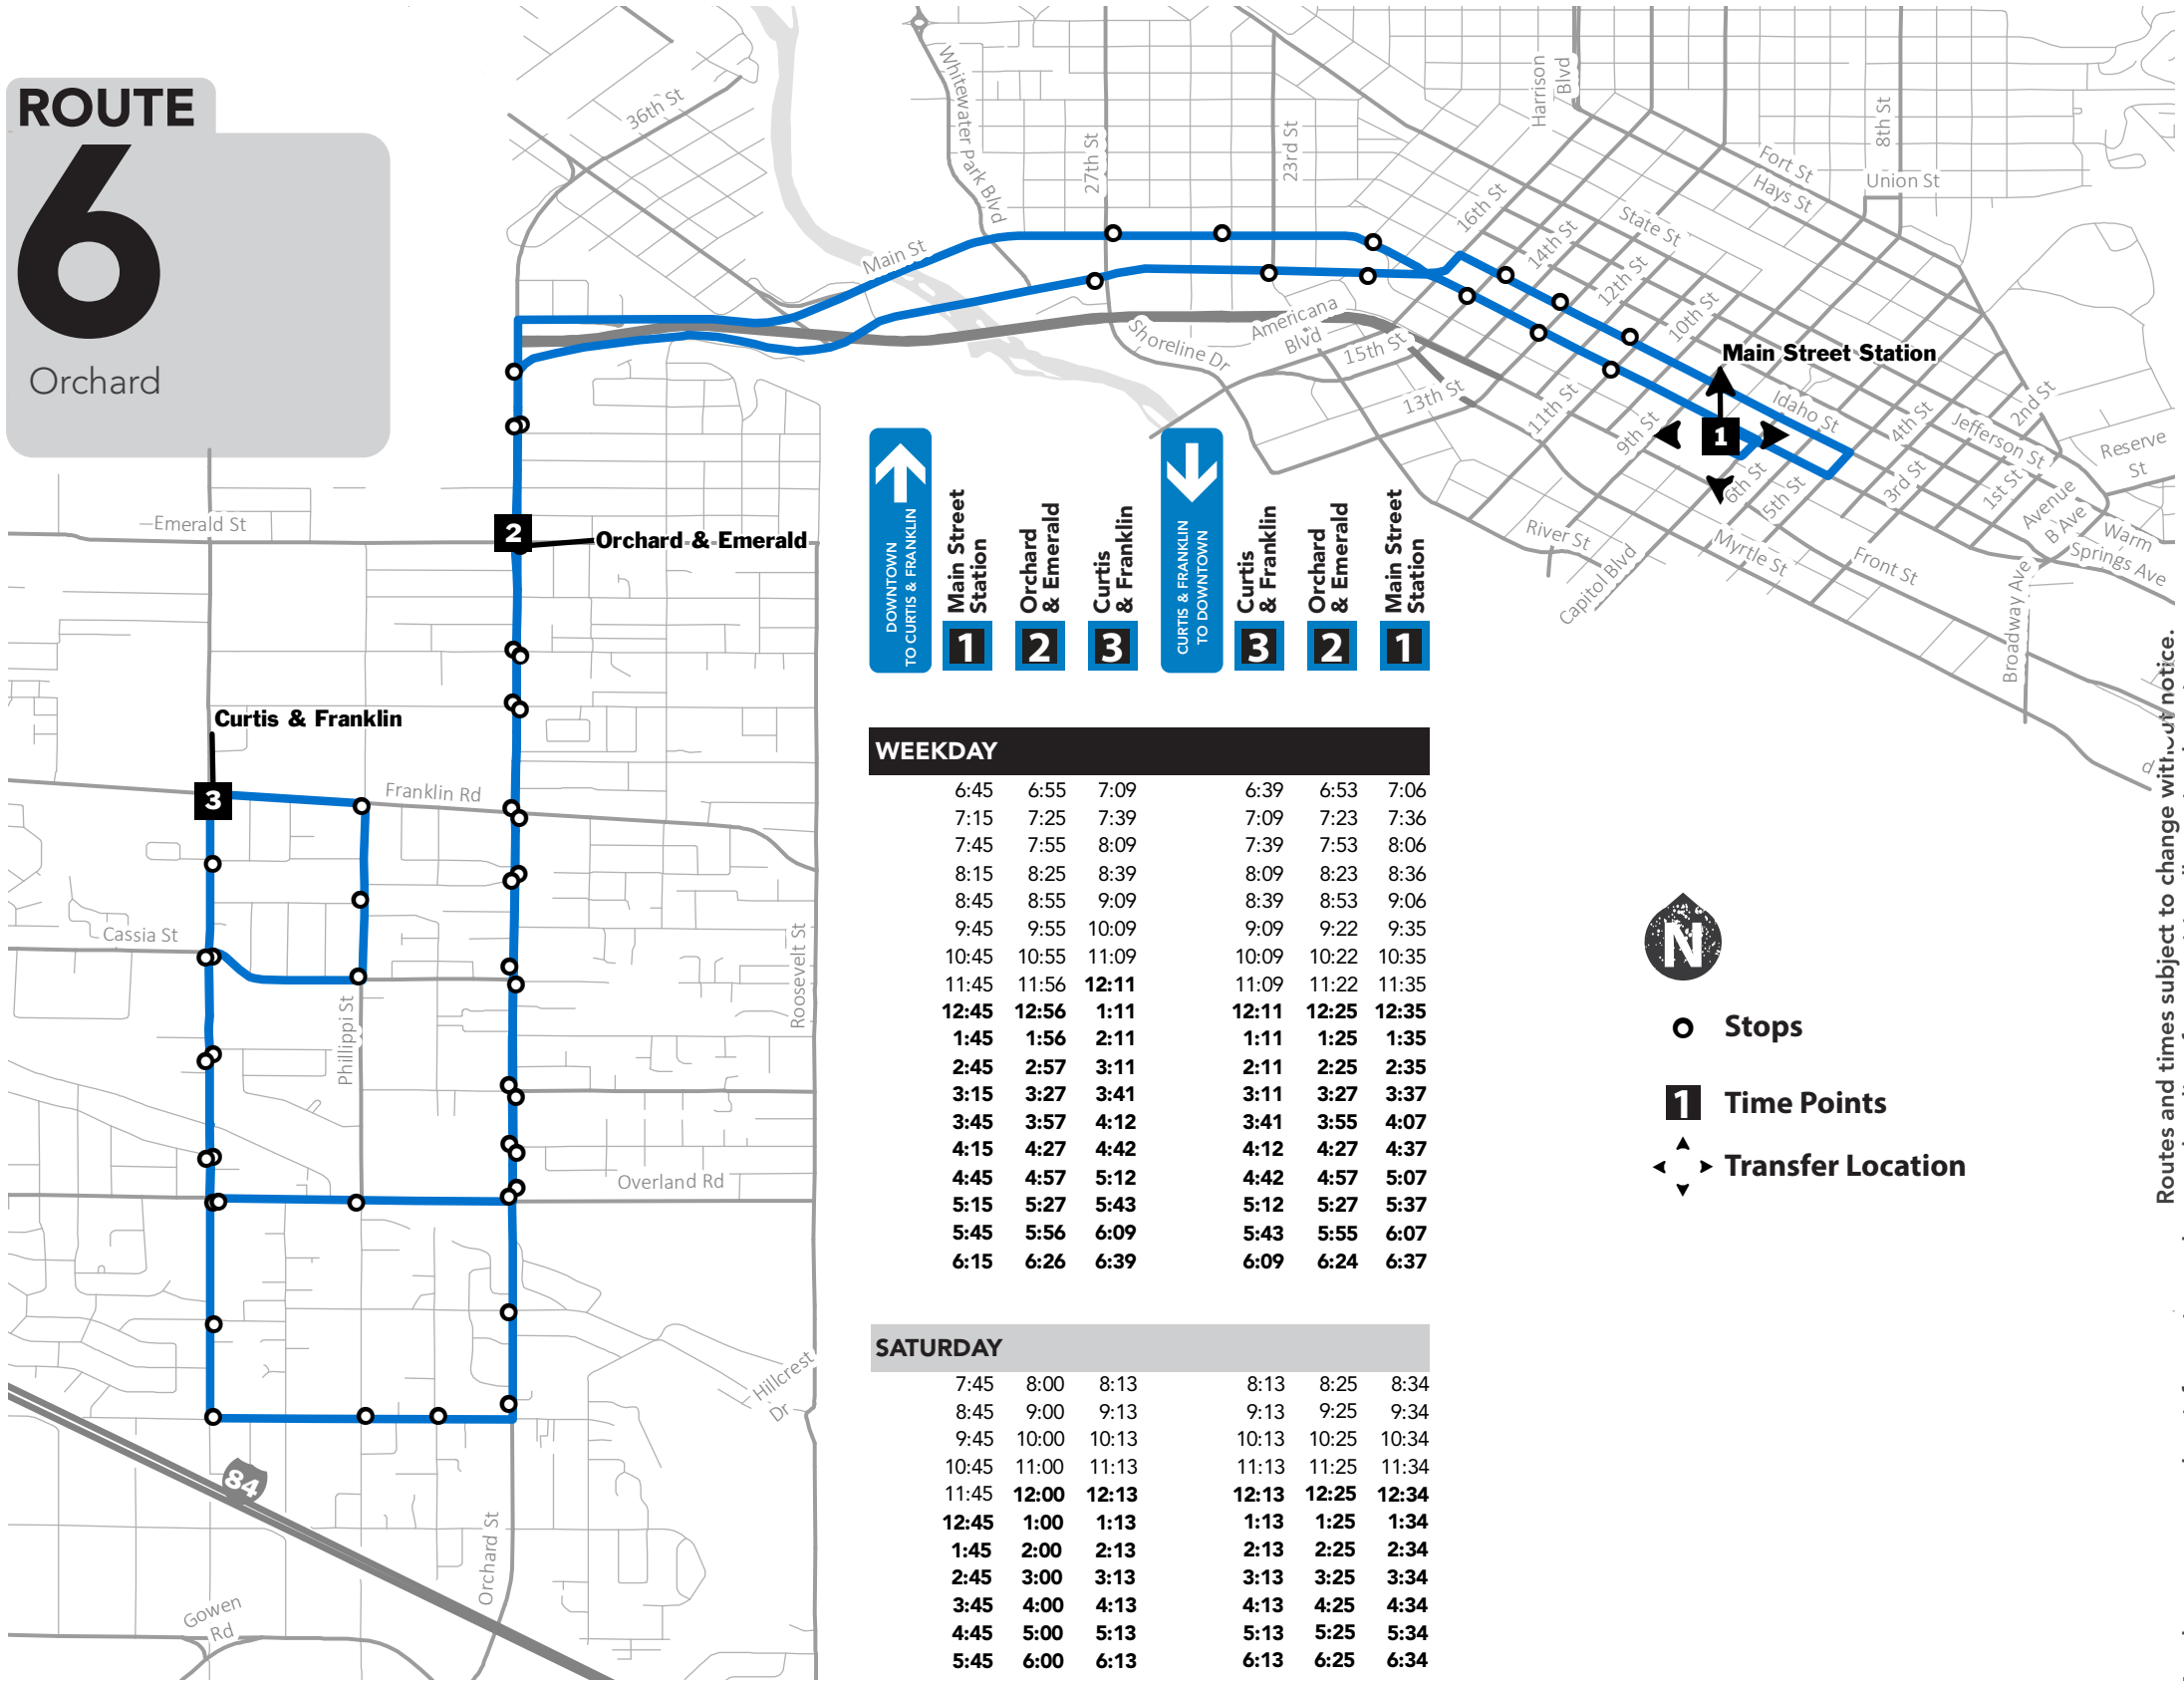 ROUTE
6
Orchard
36th St
Whitewater Park Blvd
27th St
23rd St
Harrison
Blvd
8th St
Fort St
Hays St
Union St
State St
16th St
14th St
12th St
10th St
Main St
Americana
Blvd
Shoreline Dr
15th St
13th St
11th St
9th St
Main Street Station
1
Idaho St
6th St
5th St
4th St
3rd St
Jefferson St
2nd St
1st St
Avenue
B Ave
Reserve
St
Warm
Springs Ave
River St
Capitol Blvd
Myrtle St
Front St
Broadway Ave
d
Emerald St
2
Orchard & Emerald
Curtis & Franklin
3
Franklin Rd
Cassia St
Phillippi St
Roosevelt St
Overland Rd
Hillcrest
Dr
84
Orchard St
Gowen
Rd
DOWNTOWN
TO CURTIS & FRANKLIN
Main Street
Station
Orchard
& Emerald
Curtis
& Franklin
CURTIS & FRANKLIN
TO DOWNTOWN
Curtis
& Franklin
Orchard
& Emerald
Main Street
Station
1 2 3 3 2 1
WEEKDAY
6:45 6:55 7:09 6:39 6:53 7:06
7:15 7:25 7:39 7:09 7:23 7:36
7:45 7:55 8:09 7:39 7:53 8:06
8:15 8:25 8:39 8:09 8:23 8:36
8:45 8:55 9:09 8:39 8:53 9:06
9:45 9:55 10:09 9:09 9:22 9:35
10:45 10:55 11:09 10:09 10:22 10:35
11:45 11:56 12:11 11:09 11:22 11:35
12:45 12:56 1:11 12:11 12:25 12:35
1:45 1:56 2:11 1:11 1:25 1:35
2:45 2:57 3:11 2:11 2:25 2:35
3:15 3:27 3:41 3:11 3:27 3:37
3:45 3:57 4:12 3:41 3:55 4:07
4:15 4:27 4:42 4:12 4:27 4:37
4:45 4:57 5:12 4:42 4:57 5:07
5:15 5:27 5:43 5:12 5:27 5:37
5:45 5:56 6:09 5:43 5:55 6:07
6:15 6:26 6:39 6:09 6:24 6:37
SATURDAY
7:45 8:00 8:13 8:13 8:25 8:34
8:45 9:00 9:13 9:13 9:25 9:34
9:45 10:00 10:13 10:13 10:25 10:34
10:45 11:00 11:13 11:13 11:25 11:34
11:45 12:00 12:13 12:13 12:25 12:34
12:45 1:00 1:13 1:13 1:25 1:34
1:45 2:00 2:13 2:13 2:25 2:34
2:45 3:00 3:13 3:13 3:25 3:34
3:45 4:00 4:13 4:13 4:25 4:34
4:45 5:00 5:13 5:13 5:25 5:34
5:45 6:00 6:13 6:13 6:25 6:34
N
Stops
1 Time Points
Transfer Location
Routes and times subject to change without notice.